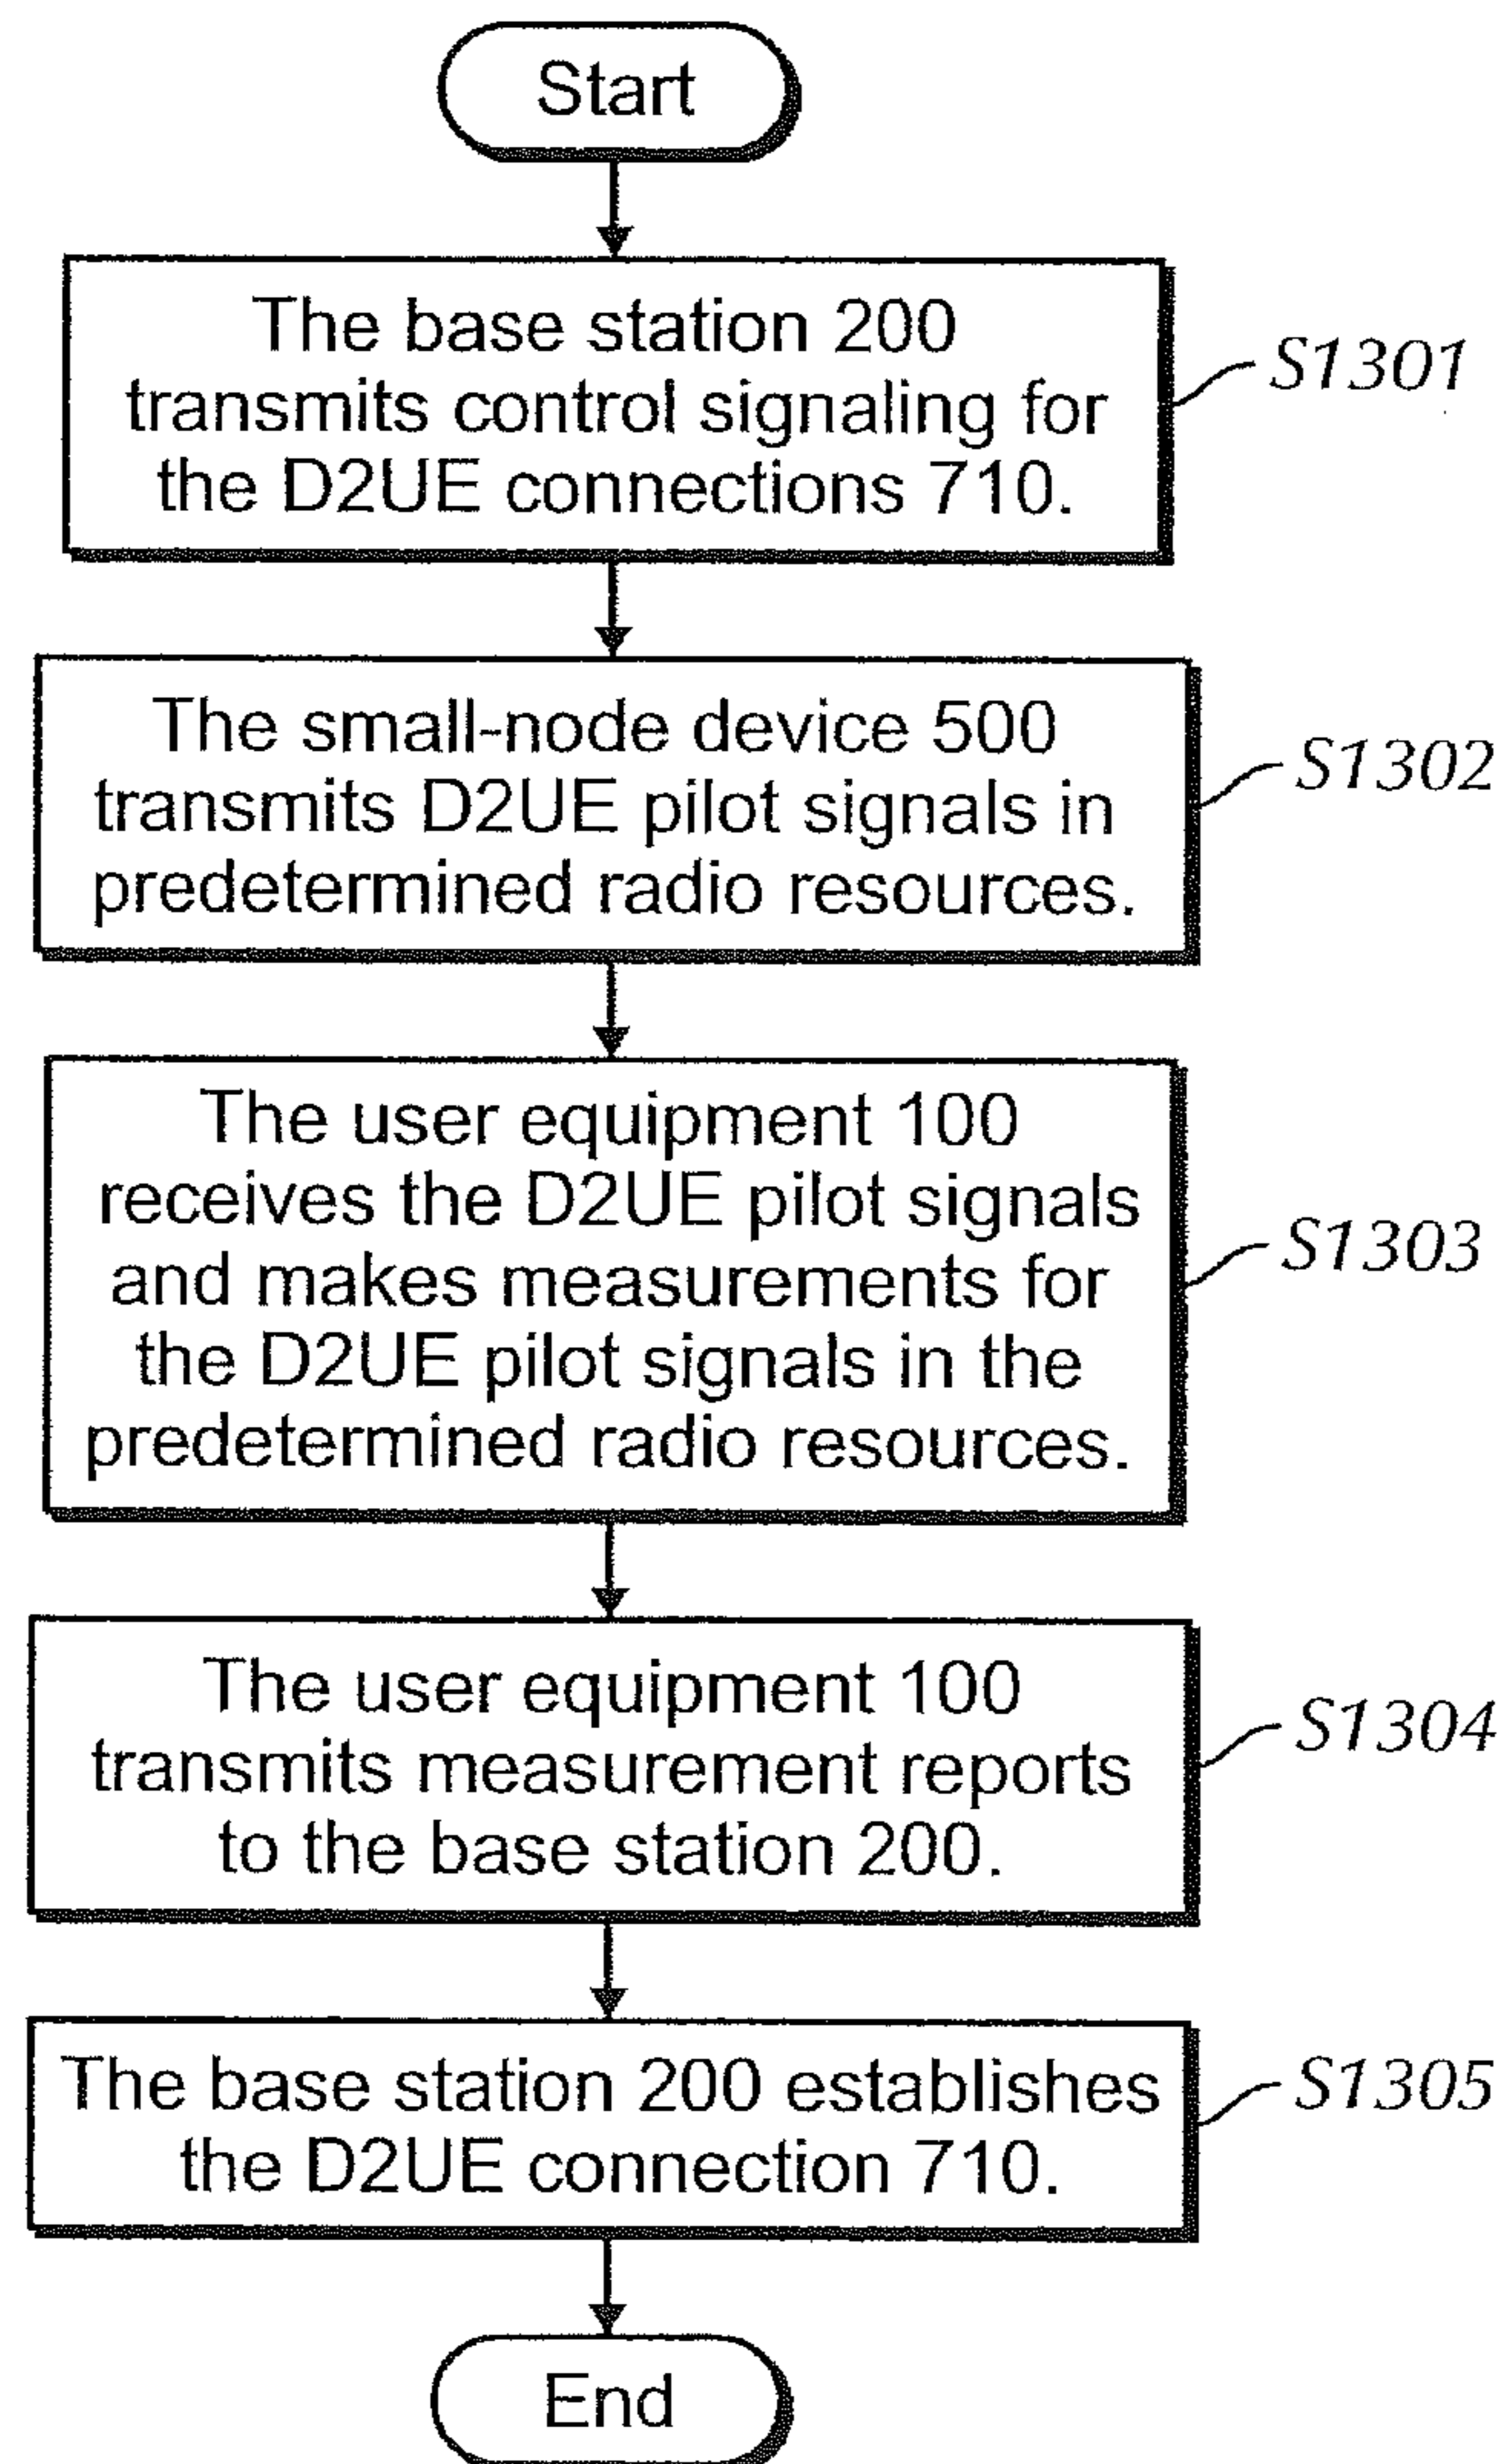 Start
The base station 200
transmits control signaling for
the D2UE connections 710.
S1301
The small-node device 500
transmits D2UE pilot signals in
predetermined radio resources.
S1302
The user equipment 100
receives the D2UE pilot signals
and makes measurements for
the D2UE pilot signals in the
predetermined radio resources.
S1303
The user equipment 100
transmits measurement reports
to the base station 200.
S1304
The base station 200 establishes
the D2UE connection 710.
S1305
End